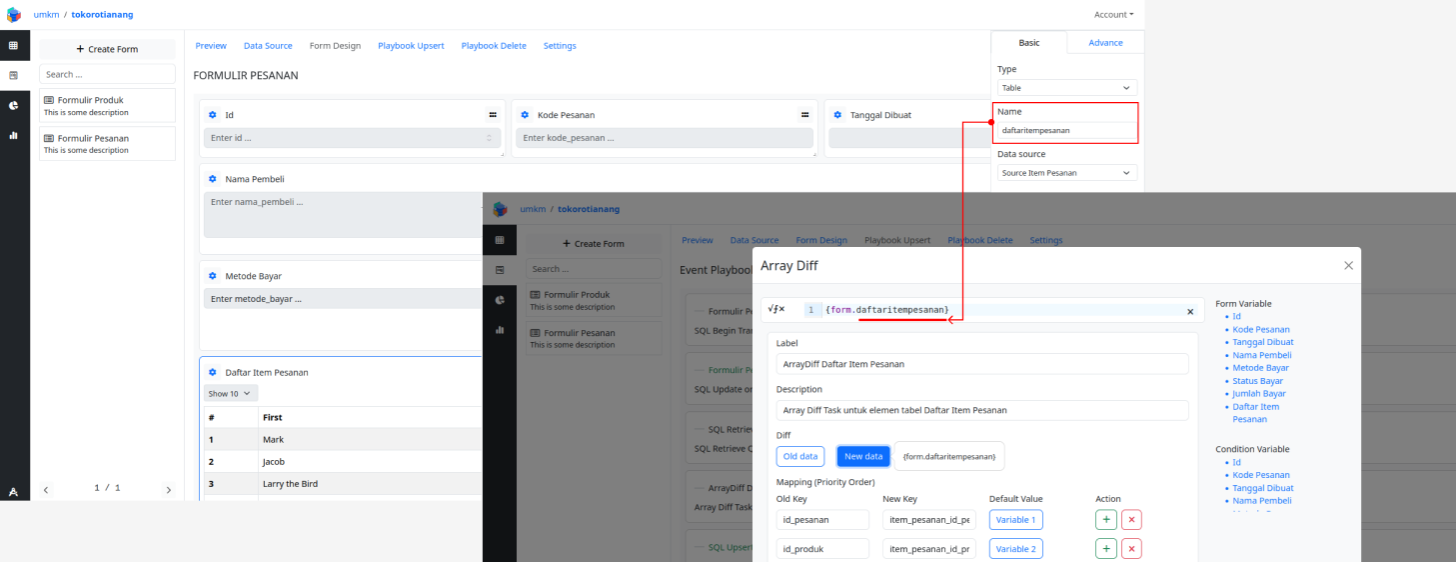 umkm / tokorotianang
Account
+ Create Form
Search ...
Formulir Produk
This is some description
Formulir Pesanan
This is some description
1 / 1
Preview Data Source Form Design Playbook Upsert Playbook Delete Settings
FORMULIR PESANAN
Id
Enter id ...
Kode Pesanan
Enter kode_pesanan ...
Tanggal Dibuat
Nama Pembeli
Enter nama_pembeli ...
Metode Bayar
Enter metode_bayar ...
Daftar Item Pesanan
Show 10
# First
1 Mark
2 Jacob
3 Larry the Bird
Basic Advance
Type
Table
Name
daftaritempesanan
Data source
Source Item Pesanan
umkm / tokorotianang
+ Create Form
Search ...
Formulir Produk
This is some description
Formulir Pesanan
This is some description
Preview Data Source Form Design Playbook Upsert Playbook Delete Settings
Event Playboo
Formulir Pe
SQL Begin Tra
Formulir Pe
SQL Update or
SQL Retriev
SQL Retrieve
ArrayDiff D
Array Diff Task
SQL Upsert
Array Diff
1 {form.daftaritempesanan}
Label
ArrayDiff Daftar Item Pesanan
Description
Array Diff Task untuk elemen tabel Daftar Item Pesanan
Diff
Old data New data {form.daftaritempesanan}
Mapping (Priority Order)
Old Key New Key Default Value Action
id_pesanan item_pesanan_id_pe Variable 1 + ×
id_produk item_pesanan_id_pr Variable 2 + ×
Form Variable
Id
Kode Pesanan
Tanggal Dibuat
Nama Pembeli
Metode Bayar
Status Bayar
Jumlah Bayar
Daftar Item
Pesanan
Condition Variable
Id
Kode Pesanan
Tanggal Dibuat
Nama Pembeli